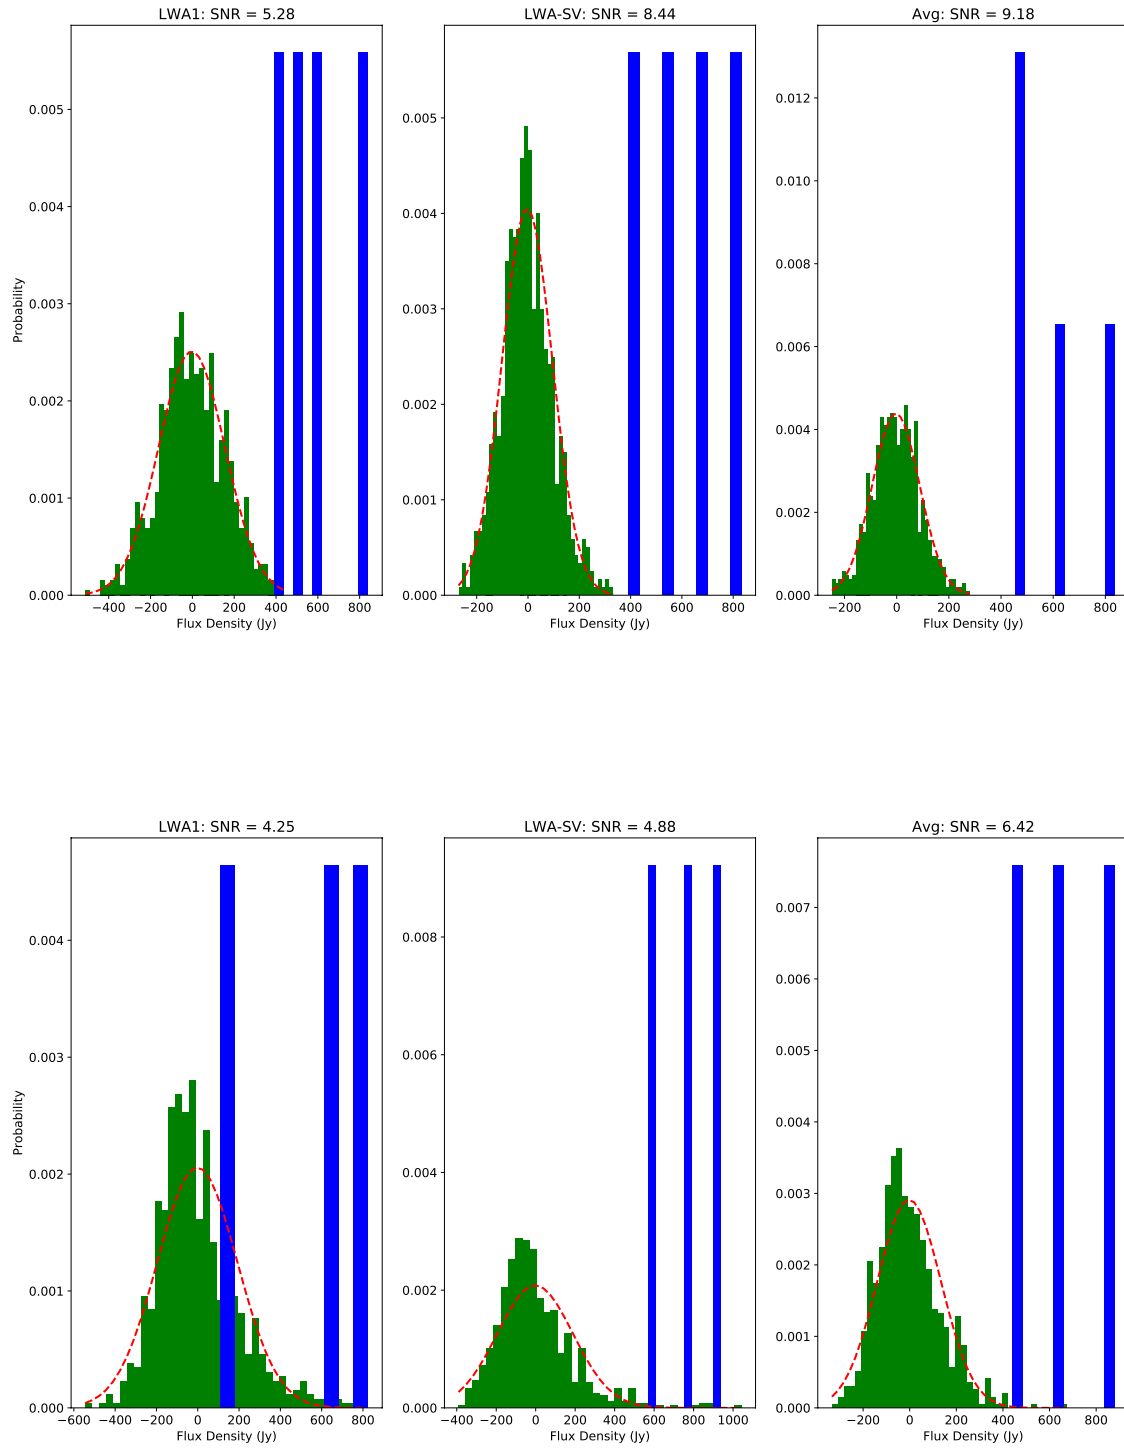 LWA1: SNR = 5.28
LWA-SV: SNR = 8.44
Avg: SNR = 9.18
Probability
0.005
0.004
0.003
0.002
0.001
0.000
−400 −200 0 200 400 600 800
Flux Density (Jy)
0.005
0.004
0.003
0.002
0.001
0.000
−200 0 200 400 600 800
Flux Density (Jy)
0.012
0.010
0.008
0.006
0.004
0.002
0.000
−200 0 200 400 600 800
Flux Density (Jy)
LWA1: SNR = 4.25
LWA-SV: SNR = 4.88
Avg: SNR = 6.42
Probability
0.004
0.003
0.002
0.001
0.000
−600 −400 −200 0 200 400 600 800
Flux Density (Jy)
0.008
0.006
0.004
0.002
0.000
−400 −200 0 200 400 600 800 1000
Flux Density (Jy)
0.007
0.006
0.005
0.004
0.003
0.002
0.001
0.000
−200 0 200 400 600 800
Flux Density (Jy)